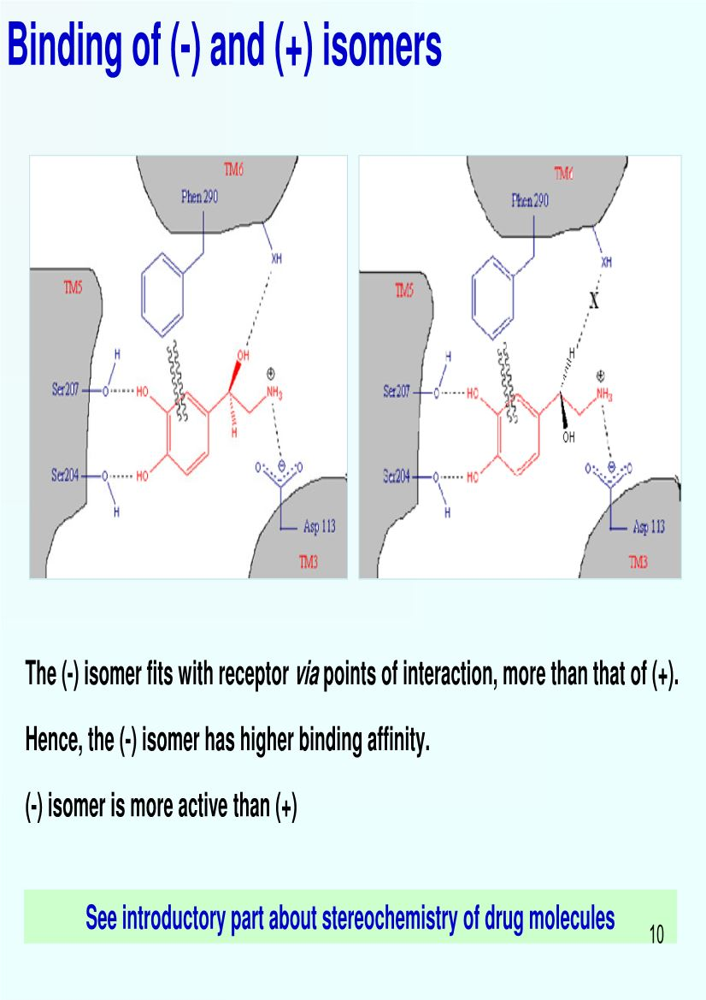 Binding of (-) and (+) isomers
TM6
Phen 290
XH
TM5
H
OH
⊕
Ser207
O
HO
NH3
H
Ser204
O
HO
O
⊖
O
H
Asp 113
TM3
TM6
Phen 290
XH
TM5
X
H
H
⊕
Ser207
O
HO
NH3
OH
Ser204
O
HO
O
⊖
O
H
Asp 113
TM3
The (-) isomer fits with receptor via points of interaction, more than that of (+).
Hence, the (-) isomer has higher binding affinity.
(-) isomer is more active than (+)
See introductory part about stereochemistry of drug molecules
10